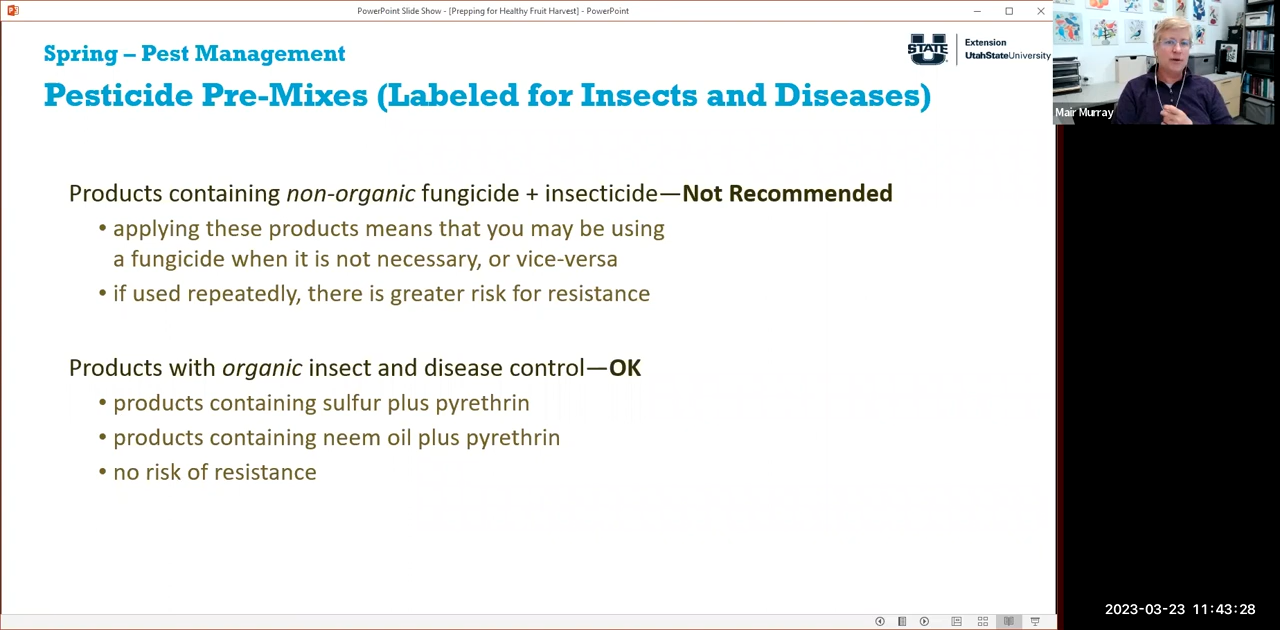 PowerPoint Slide Show - [Prepping for Healthy Fruit Harvest] - PowerPoint
Spring – Pest Management
U STATE
Extension
UtahStateUniversity
Pesticide Pre-Mixes (Labeled for Insects and Diseases)
Mair Murray
Products containing non-organic fungicide + insecticide—Not Recommended
• applying these products means that you may be using
a fungicide when it is not necessary, or vice-versa
• if used repeatedly, there is greater risk for resistance
Products with organic insect and disease control—OK
• products containing sulfur plus pyrethrin
• products containing neem oil plus pyrethrin
• no risk of resistance
2023-03-23 11:43:28